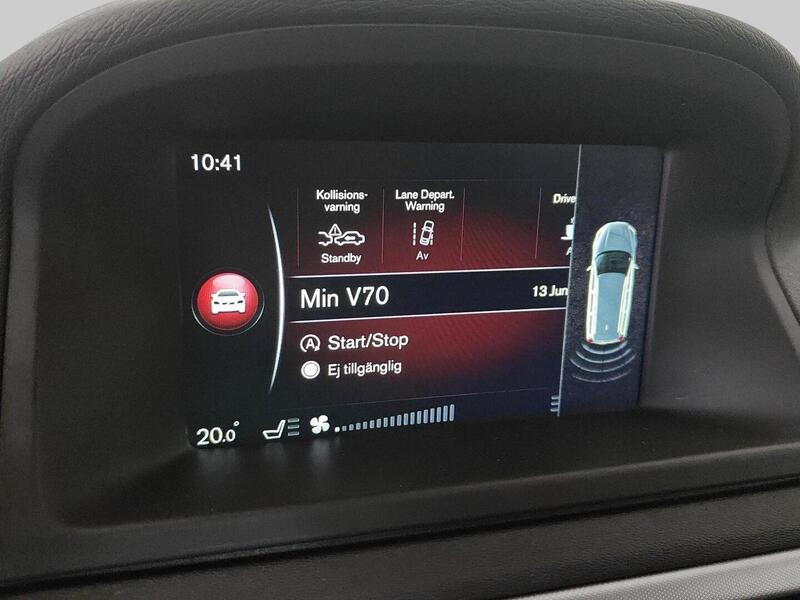 10:41
Kollisions-
varning
Standby
Lane Depart.
Warning
Av
Drive
Min V70
13 Jun
Start/Stop
Ej tillgänglig
20.0°